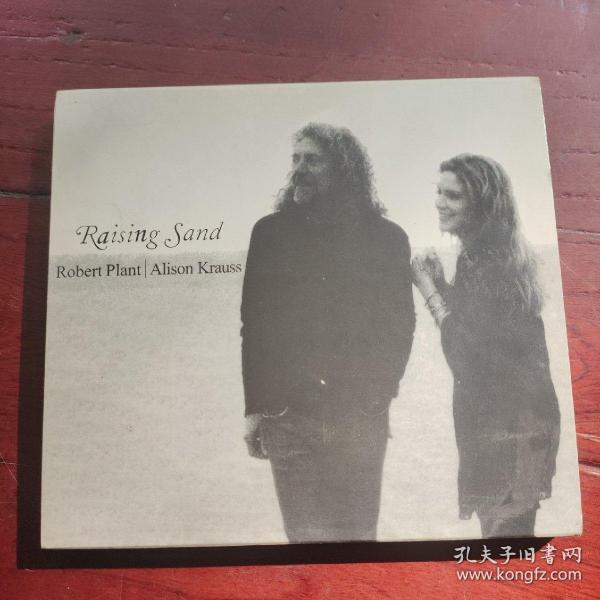 Raising Sand
Robert Plant | Alison Krauss
孔夫子旧书网
www.kongfz.com